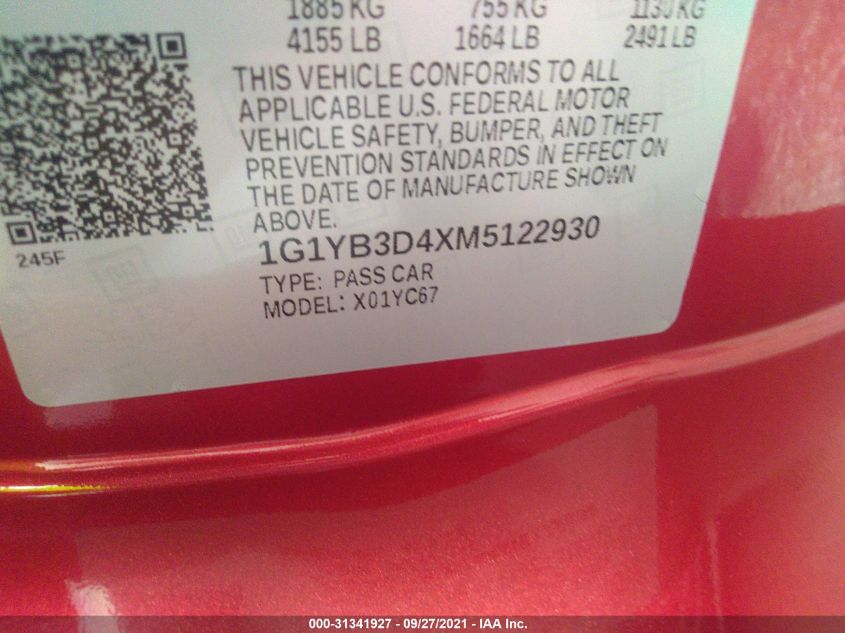 1885 KG 755 KG 1130 KG
4155 LB 1664 LB 2491 LB
THIS VEHICLE CONFORMS TO ALL
APPLICABLE U.S. FEDERAL MOTOR
VEHICLE SAFETY, BUMPER, AND THEFT
PREVENTION STANDARDS IN EFFECT ON
THE DATE OF MANUFACTURE SHOWN
ABOVE.
245F
1G1YB3D4XM5122930
TYPE: PASS CAR
MODEL: X01YC67
000-31341927 - 09/27/2021 - IAA Inc.